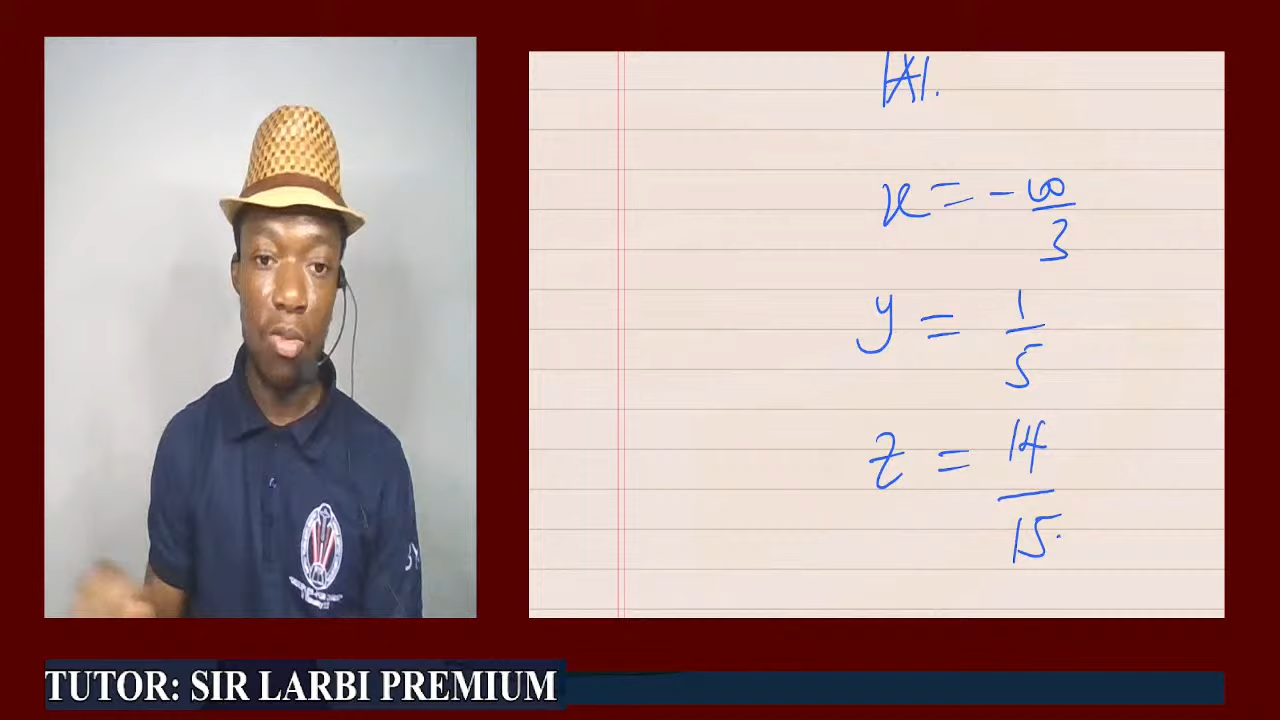 |A|.
x = -10/3
y = 1/5
z = 14/15.
TUTOR: SIR LARBI PREMIUM